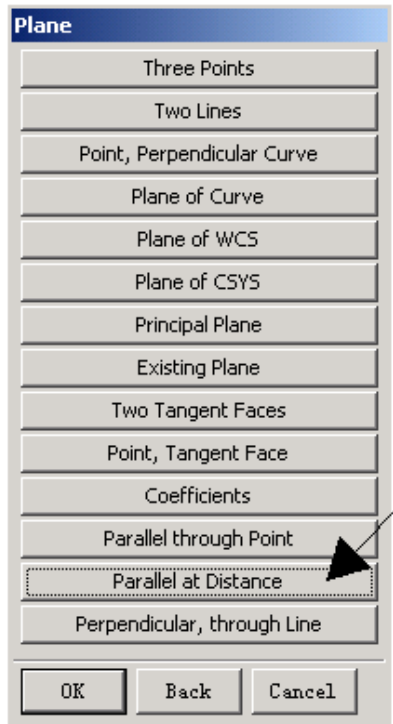 Plane
Three Points
Two Lines
Point, Perpendicular Curve
Plane of Curve
Plane of WCS
Plane of CSYS
Principal Plane
Existing Plane
Two Tangent Faces
Point, Tangent Face
Coefficients
Parallel through Point
Parallel at Distance
Perpendicular, through Line
OK Back Cancel